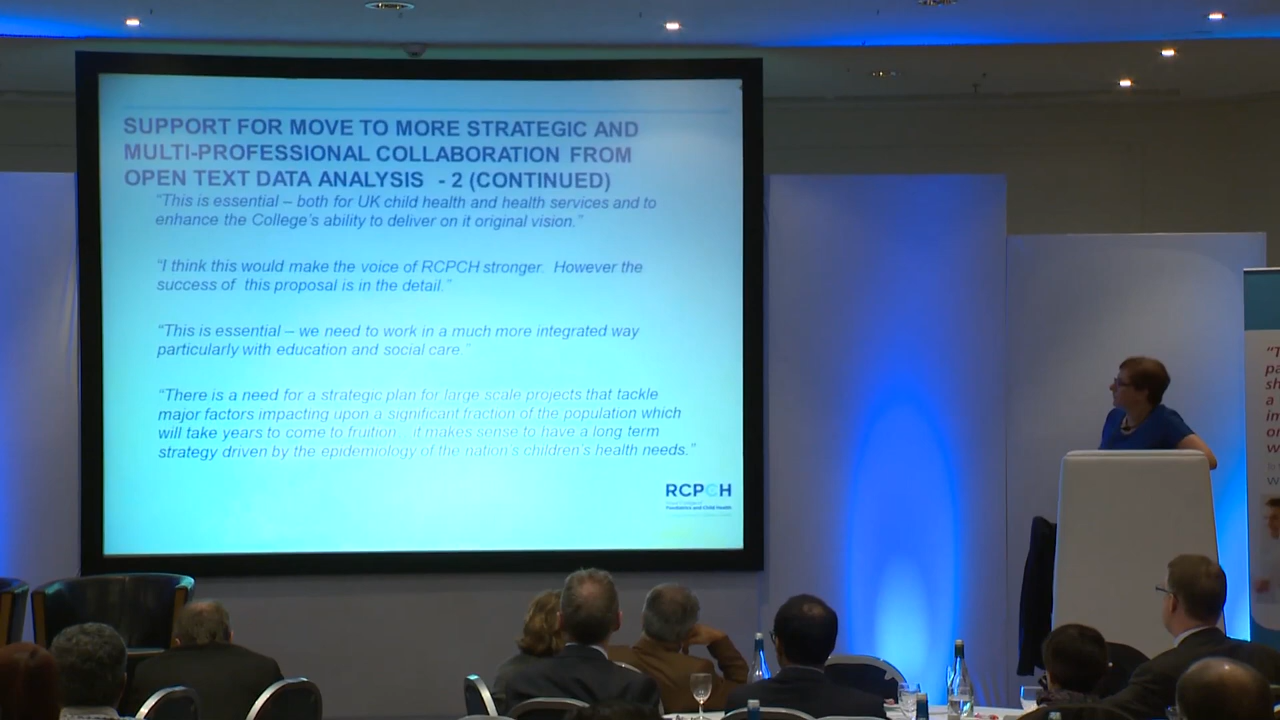 SUPPORT FOR MOVE TO MORE STRATEGIC AND
MULTI-PROFESSIONAL COLLABORATION FROM
OPEN TEXT DATA ANALYSIS - 2 (CONTINUED)
“This is essential – both for UK child health and health services and to
enhance the College’s ability to deliver on it original vision.”
“I think this would make the voice of RCPCH stronger. However the
success of this proposal is in the detail.”
“This is essential – we need to work in a much more integrated way
particularly with education and social care.”
“There is a need for a strategic plan for large scale projects that tackle
major factors impacting upon a significant fraction of the population which
will take years to come to fruition it makes sense to have a long term
strategy driven by the epidemiology of the nation’s children’s health needs.”
RCPCH
Paediatrics and Child Health